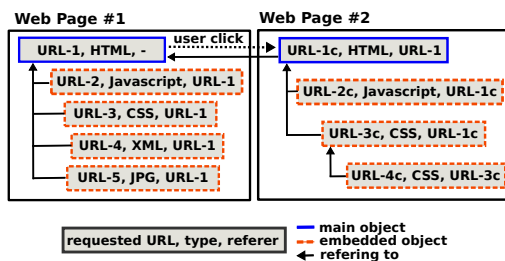 Web Page #1
Web Page #2
URL-1, HTML, -
user click
URL-1c, HTML, URL-1
URL-2, Javascript, URL-1
URL-3, CSS, URL-1
URL-4, XML, URL-1
URL-5, JPG, URL-1
URL-2c, Javascript, URL-1c
URL-3c, CSS, URL-1c
URL-4c, CSS, URL-3c
requested URL, type, referer
main object
embedded object
refering to